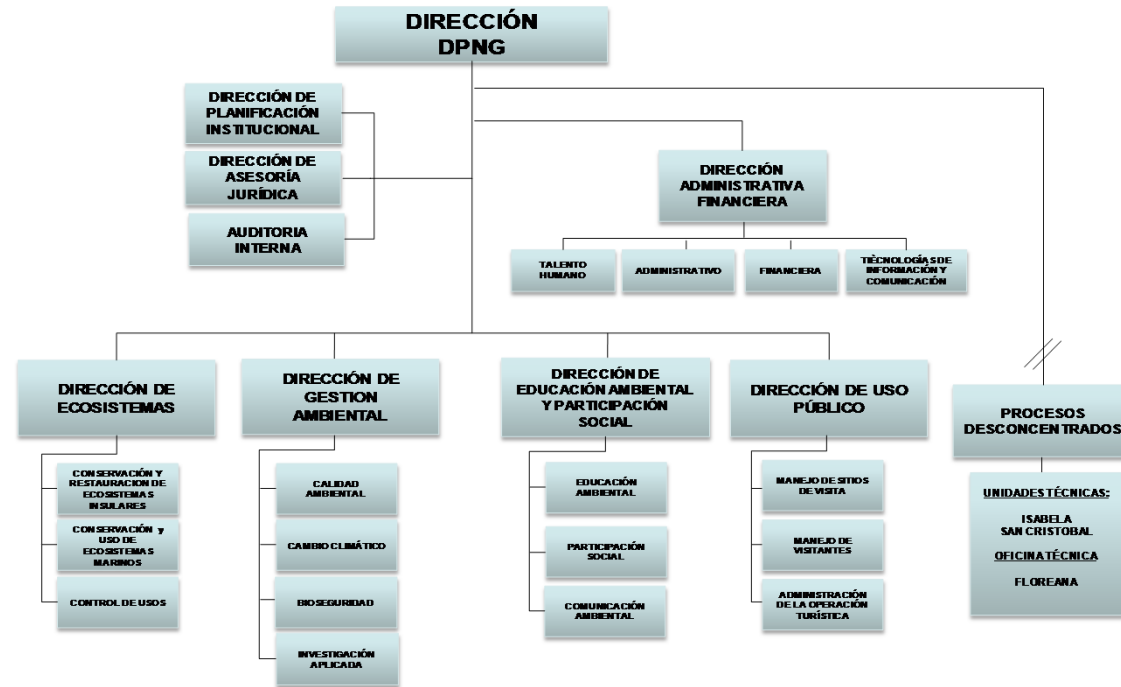 DIRECCIÓN
DPNG
DIRECCIÓN DE
PLANIFICACIÓN
INSTITUCIONAL
DIRECCIÓN DE
ASESORÍA
JURÍDICA
AUDITORIA
INTERNA
DIRECCIÓN
ADMINISTRATIVA
FINANCIERA
TALENTO
HUMANO
ADMINISTRATIVO
FINANCIERA
TIÈCNOLOGÍAS DE
INFORMACIÓN Y
COMUNICACIÓN
DIRECCIÓN DE
ECOSISTEMAS
CONSERVACIÓN Y
RESTAURACION DE
ECOSISTEMAS
INSULARES
CONSERVACIÓN y
USO DE
ECOSISTEMAS
MARINOS
CONTROL DE USOS
DIRECCIÓN DE
GESTION
AMBIENTAL
CALIDAD
AMBIENTAL
CAMBIO CLIMÁTICO
BIOSEGURIDAD
INVESTIGACIÓN
APLICADA
DIRECCIÓN DE
EDUCACIÓN AMBIENTAL
Y PARTICIPACIÓN
SOCIAL
EDUCACIÓN
AMBIENTAL
PARTICIPACIÓN
SOCIAL
COMUNICACIÓN
AMBIENTAL
DIRECCIÓN DE USO
PÚBLICO
MANEJO DE SITIOS
DE VISITA
MANEJO DE
VISITANTES
ADMINISTRACIÓN
DE LA OPERACIÓN
TURÍSTICA
PROCESOS
DESCONCENTRADOS
UNIDADES TÉCNICAS:
ISABELA
SAN CRISTOBAL
OFICINA TÉCNICA
FLOREANA